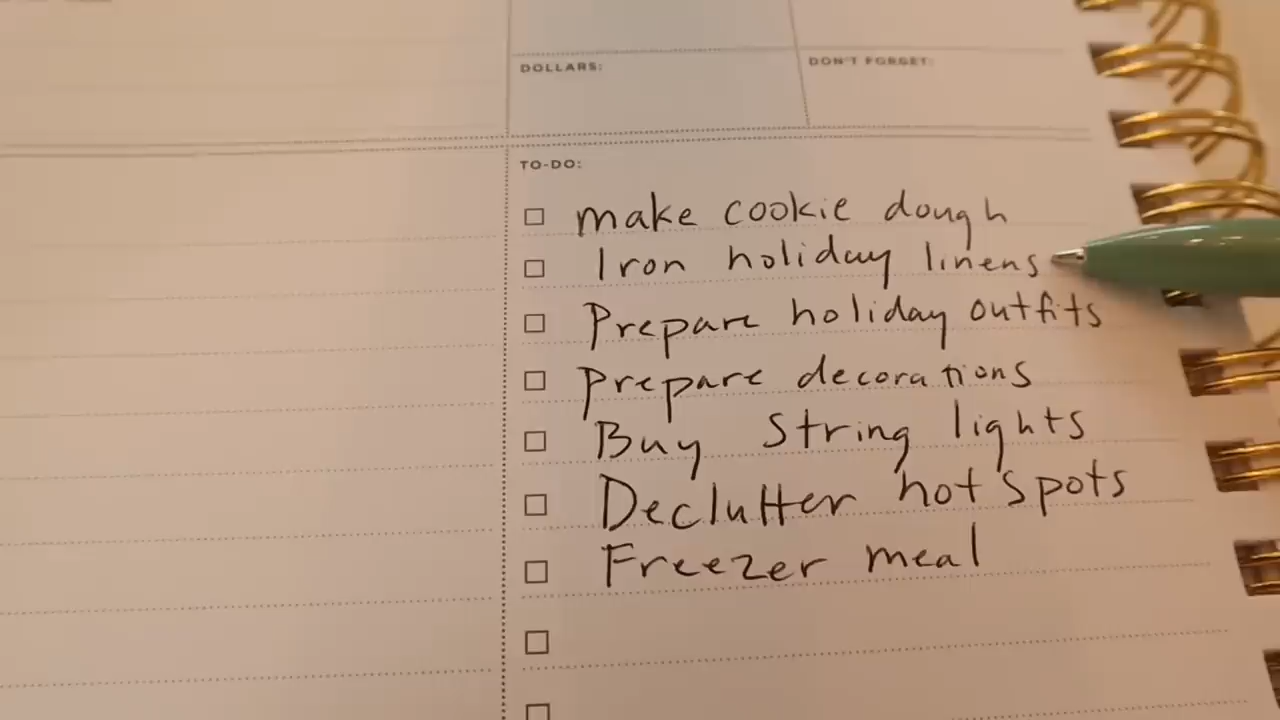 DOLLARS:
DON'T FORGET:
TO-DO:
make cookie dough
Iron holiday linens
Prepare holiday outfits
Prepare decorations
Buy String lights
Declutter hot spots
Freezer meal